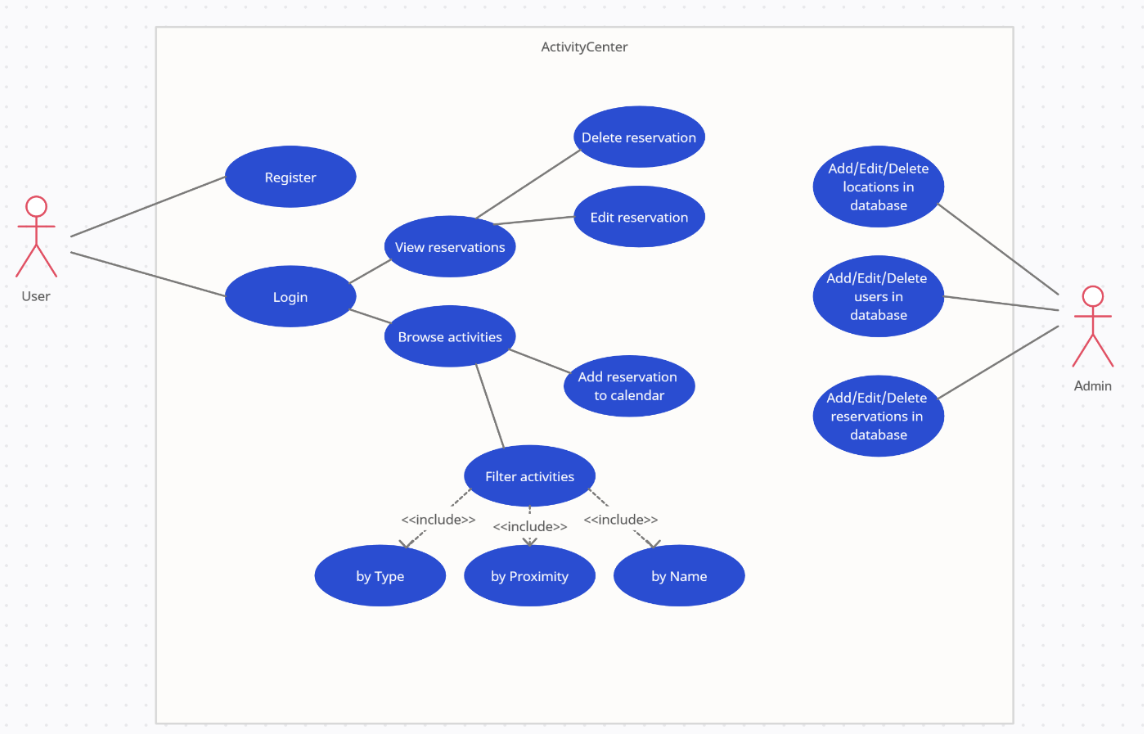 ActivityCenter
Delete reservation
Register
Edit reservation
View reservations
Login
Browse activities
Add reservation
to calendar
Filter activities
<<include>>
<<include>>
<<include>>
by Type
by Proximity
by Name
User
Add/Edit/Delete
locations in
database
Add/Edit/Delete
users in
database
Add/Edit/Delete
reservations in
database
Admin